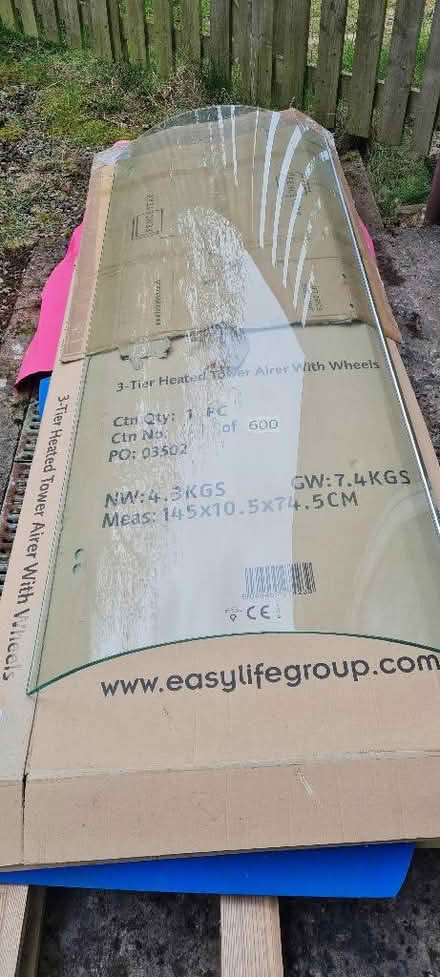 3-Tier Heated Tower Airer With Wheels
Ctn Qty: 1 PC
Ctn No: of 600
PO: 03502
NW: 4.3KGS GW: 7.4KGS
Meas: 145x10.5x74.5CM
CE
www.easylifegroup.com
3-Tier Heated Tower Airer With Wheels